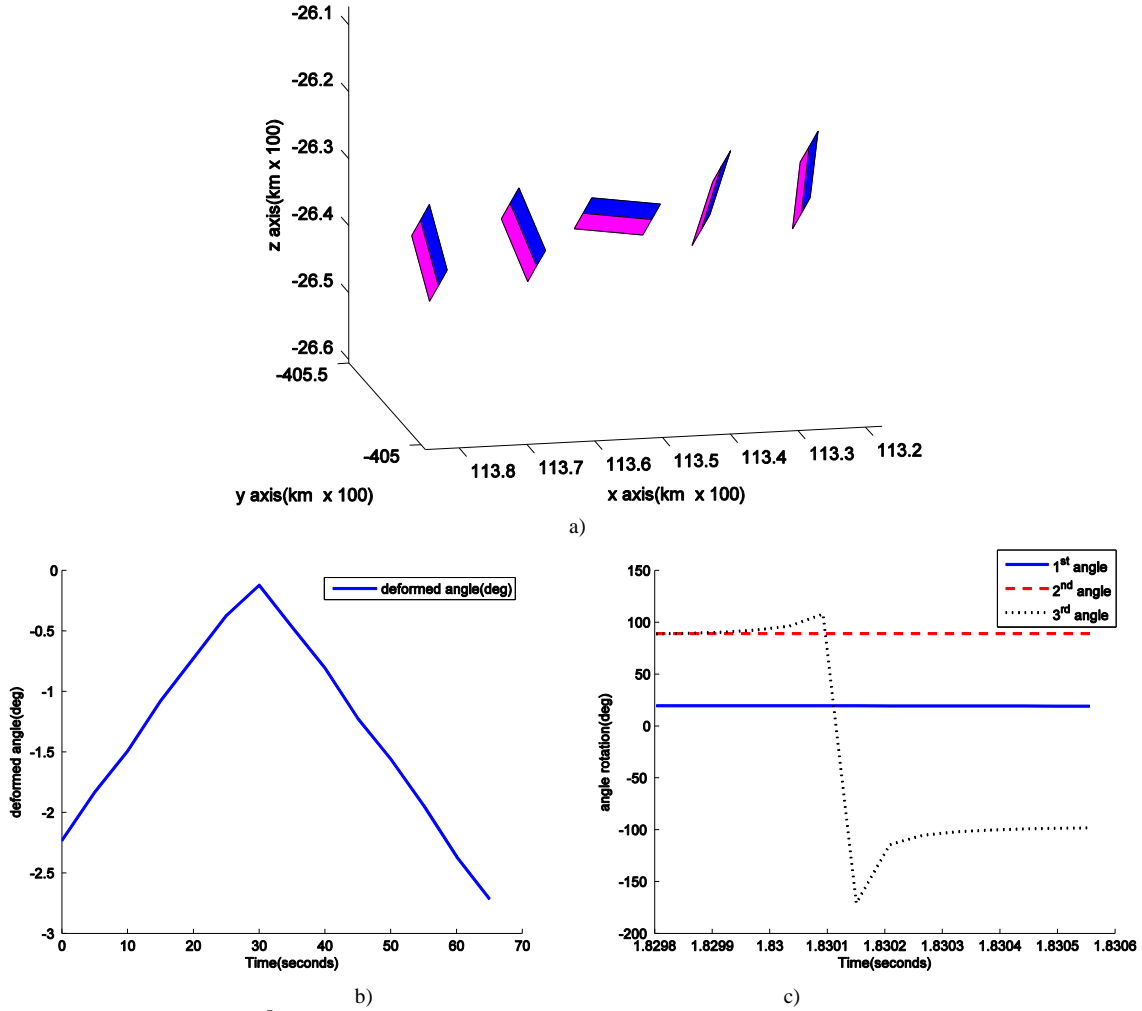 -26.1
-26.2
-26.3
-26.4
-26.5
-26.6
z axis(km x 100)
-405.5
-405
y axis(km x 100)
113.8
113.7
113.6
113.5
113.4
113.3
113.2
x axis(km x 100)
a)
0
-0.5
-1
-1.5
-2
-2.5
-3
deformed angle(deg)
deformed angle(deg)
0 10 20 30 40 50 60 70
Time(seconds)
b)
1st angle
2nd angle
3rd angle
150
100
50
0
-50
-100
-150
-200
angle rotation(deg)
1.8298 1.8299 1.83 1.8301 1.8302 1.8303 1.8304 1.8305 1.8306
Time(seconds)
c)